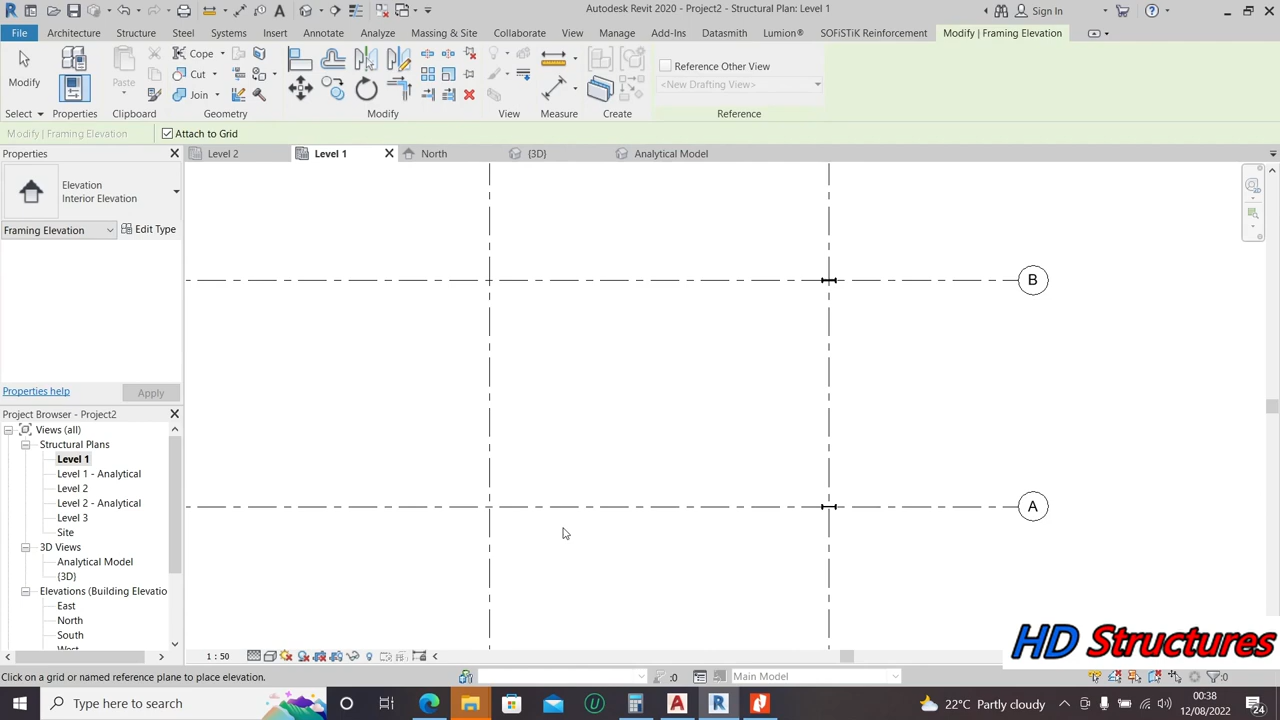 Autodesk Revit 2020 - Project2 - Structural Plan: Level 1
Sign In
File Architecture Structure Steel Systems Insert Annotate Analyze Massing & Site Collaborate View Manage Add-Ins Datasmith Lumion® SOFiSTiK Reinforcement Modify | Framing Elevation
Modify
Paste
Cope
Cut
Join
Reference Other View
<New Drafting View>
Select Properties Clipboard Geometry Modify View Measure Create Reference
Modify | Framing Elevation
Attach to Grid
Properties
Level 2
Level 1
North
{3D}
Analytical Model
Elevation
Interior Elevation
Framing Elevation
Edit Type
B
Properties help
Apply
Project Browser - Project2
Views (all)
Structural Plans
Level 1
Level 1 - Analytical
Level 2
Level 2 - Analytical
Level 3
Site
3D Views
Analytical Model
{3D}
Elevations (Building Elevatio
East
North
South
West
A
HD Structures
1 : 50
Click on a grid or named reference plane to place elevation.
:0
Main Model
:0
Type here to search
22°C Partly cloudy
00:38
12/08/2022
24